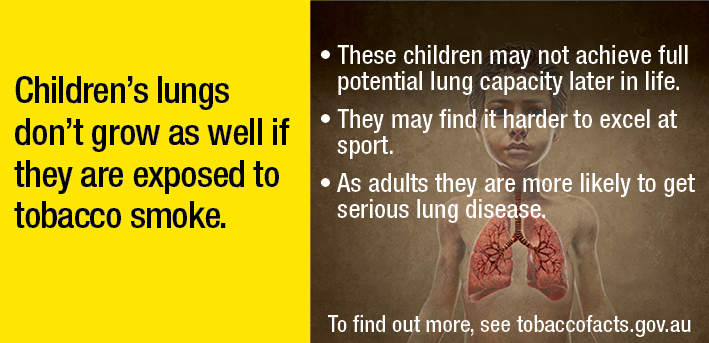 Children’s lungs
don’t grow as well if
they are exposed to
tobacco smoke.
• These children may not achieve full
potential lung capacity later in life.
• They may find it harder to excel at
sport.
• As adults they are more likely to get
serious lung disease.
To find out more, see tobaccofacts.gov.au